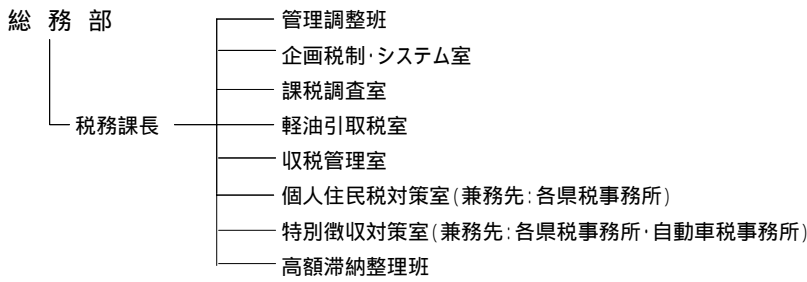 総務部
管理調整班
企画税制・システム室
課税調査室
税務課長
軽油引取税室
収税管理室
個人住民税対策室(兼務先:各県税事務所)
特別徴収対策室(兼務先:各県税事務所・自動車税事務所)
高額滞納整理班